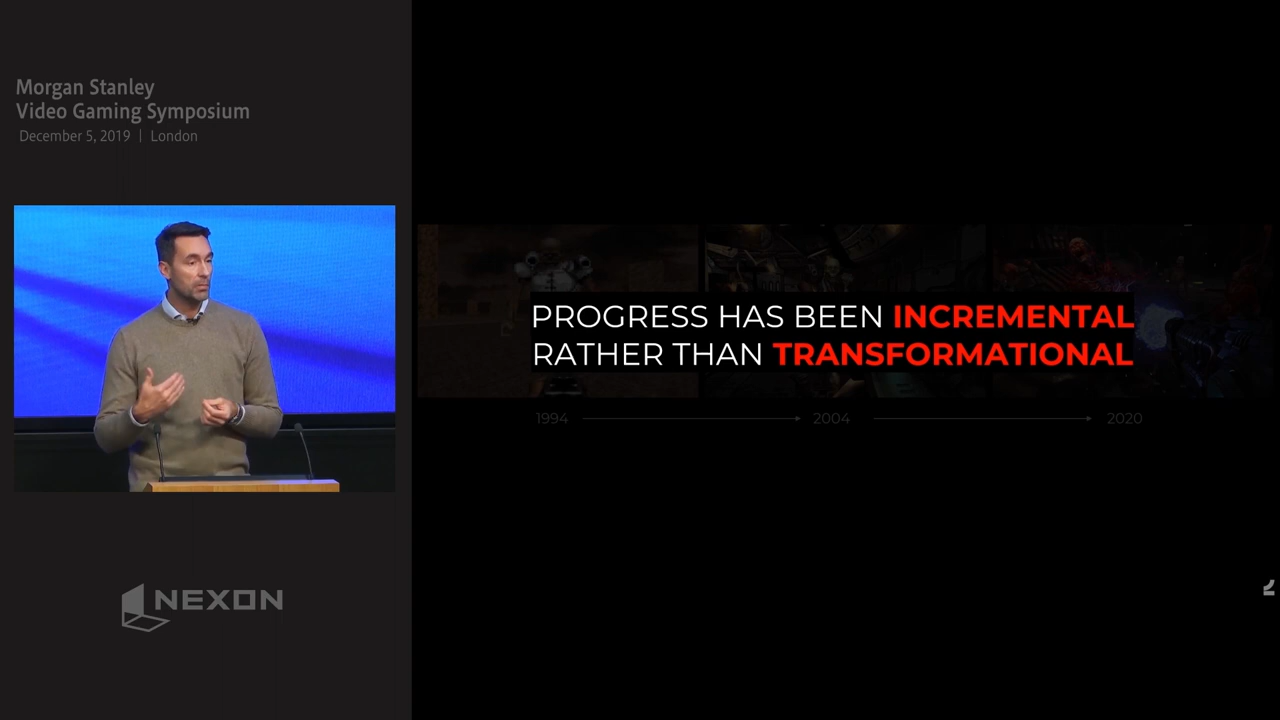 Morgan Stanley
Video Gaming Symposium
December 5, 2019 | London
PROGRESS HAS BEEN INCREMENTAL
RATHER THAN TRANSFORMATIONAL
1994
2004
2020
NEXON